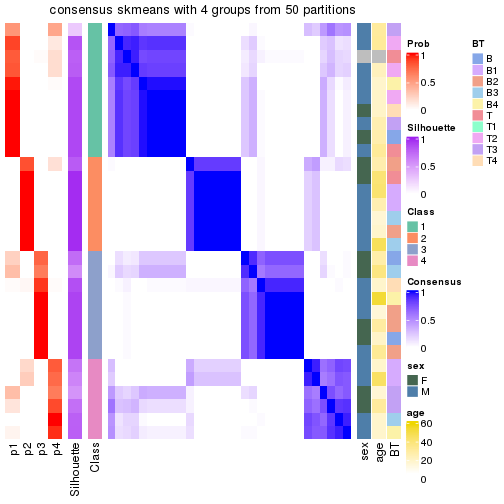 consensus skmeans with 4 groups from 50 partitions
p1
p2
p3
p4
Silhouette
Class
sex
age
BT
Prob
1
0.5
0
Silhouette
1
0.5
0
Class
1
2
3
4
Consensus
1
0.5
0
sex
F
M
age
60
40
20
0
BT
B
B1
B2
B3
B4
T
T1
T2
T3
T4